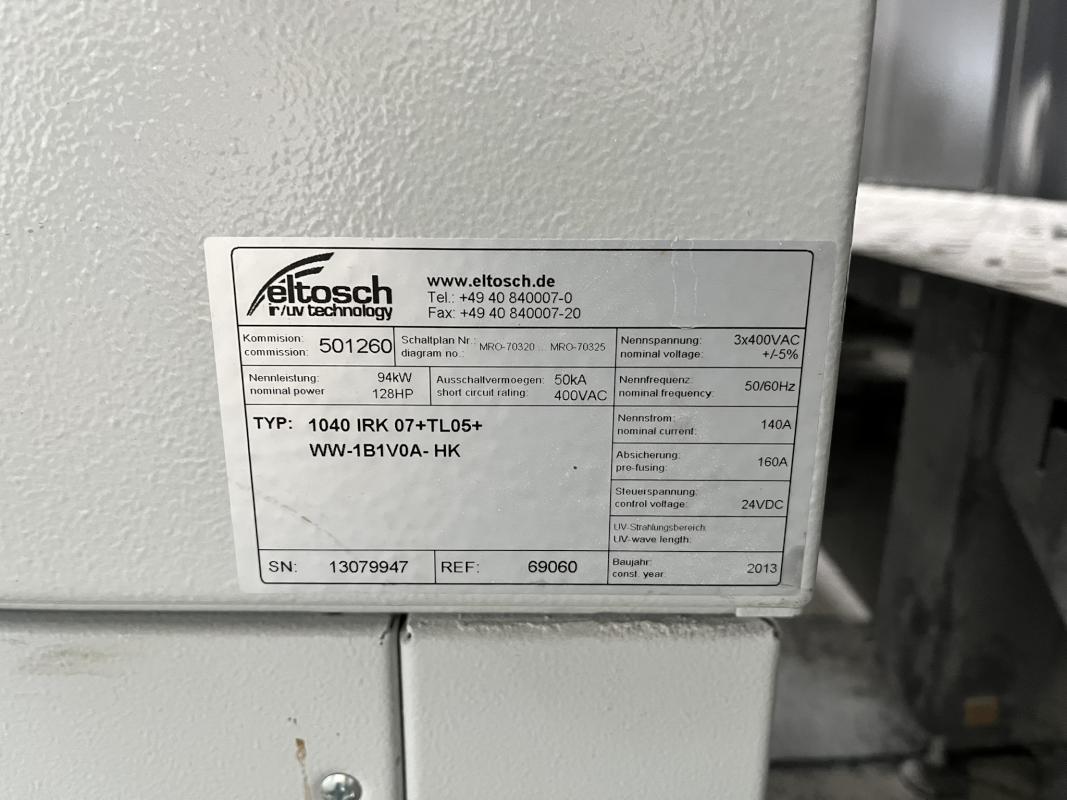 eltosch
ir/uv technology
www.eltosch.de
Tel.: +49 40 840007-0
Fax: +49 40 840007-20
Kommision:
commission: 501260
Schaltplan Nr.:
diagram no.: MRO-70320 ... MRO-70325
Nennspannung: 3x400VAC
nominal voltage: +/-5%
Nennleistung: 94kW
nominal power 128HP
Ausschaltvermoegen: 50kA
short circuit rating: 400VAC
Nennfrequenz:
nominal frequency: 50/60Hz
TYP: 1040 IRK 07+TL05+
WW-1B1V0A- HK
Nennstrom:
nominal current: 140A
Absicherung:
pre-fusing: 160A
Steuerspannung:
control voltage: 24VDC
UV-Strahlungsbereich:
UV-wave length:
SN: 13079947
REF: 69060
Baujahr:
const. year: 2013